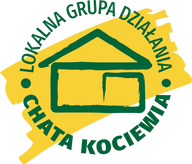 • LOKALNA GRUPA DZIAŁANIA •
CHATA KOCIEWIA